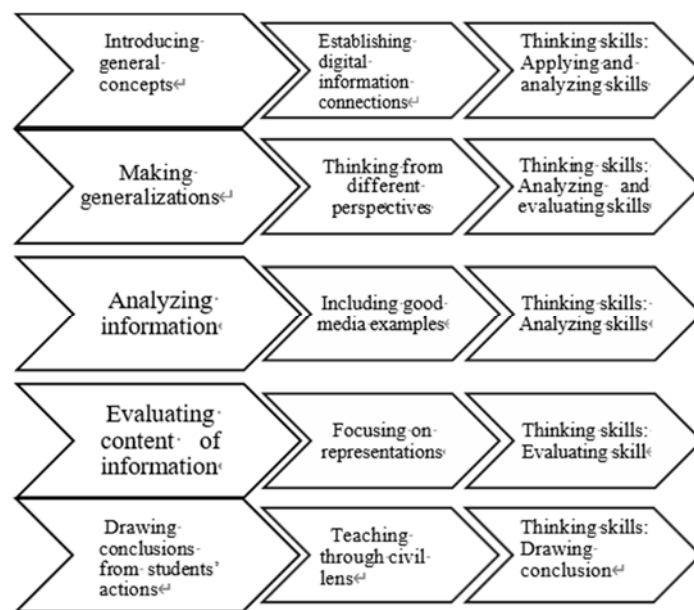 Introducing
general
concepts
Establishing
digital
information
connections
Thinking skills:
Applying and
analyzing skills
Making
generalizations
Thinking from
different
perspectives
Thinking skills:
Analyzing and
evaluating skills
Analyzing
information
Including good
media examples
Thinking skills:
Analyzing skills
Evaluating
content of
information
Focusing on
representations
Thinking skills:
Evaluating skill
Drawing
conclusions
from students’
actions
Teaching
through civil
lens
Thinking skills:
Drawing
conclusion